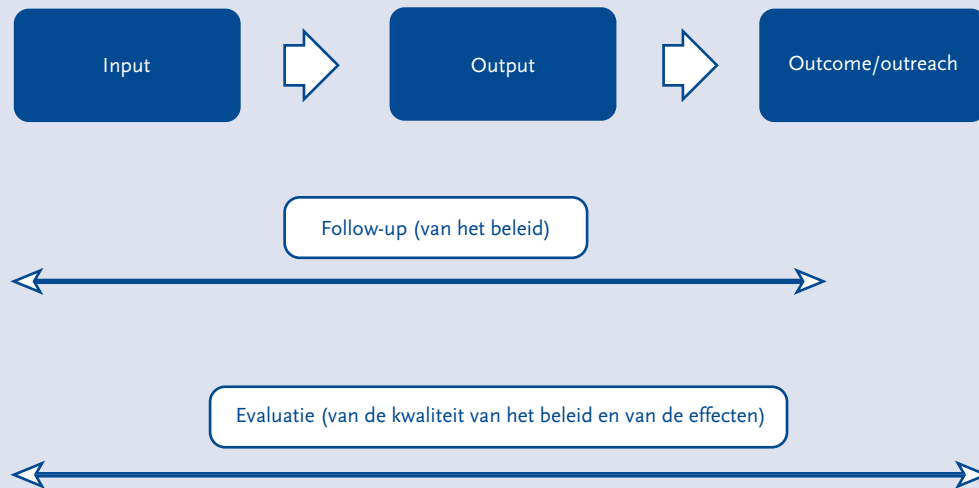 Input
Output
Outcome/outreach
Follow-up (van het beleid)
Evaluatie (van de kwaliteit van het beleid en van de effecten)